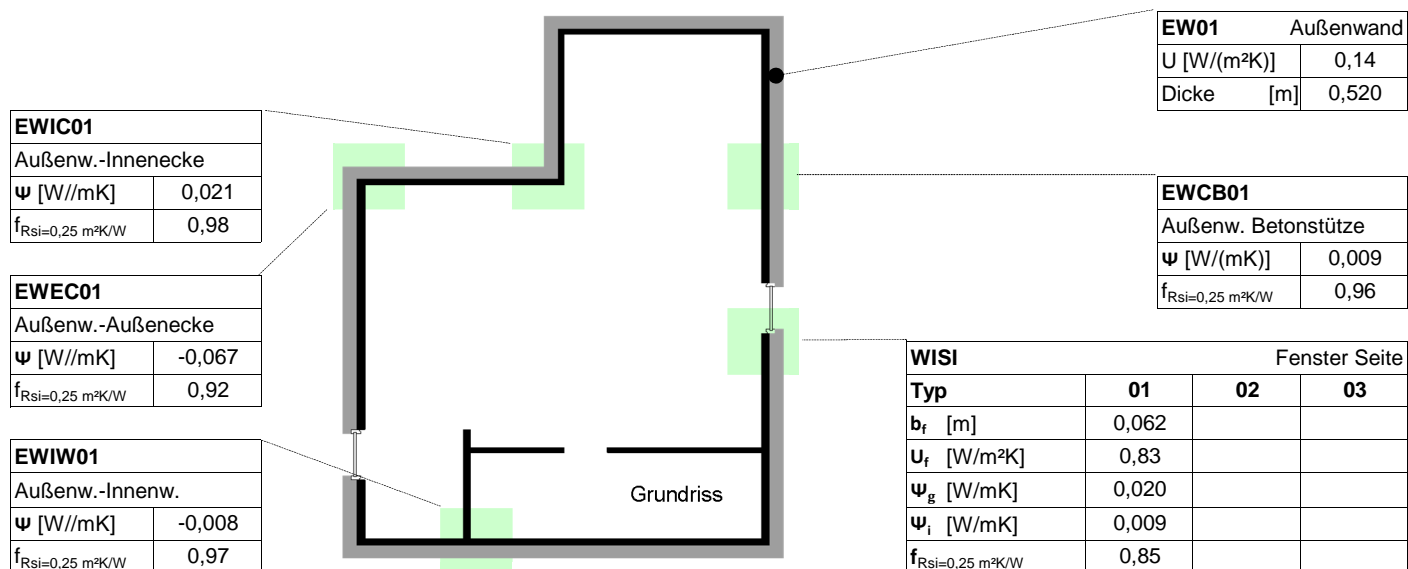 EW01 Außenwand
U [W/(m²K)] 0,14
Dicke [m] 0,520
EWIC01
Außenw.-Innenecke
Ψ [W//mK] 0,021
fRsi=0,25 m²K/W 0,98
EWCB01
Außenw. Betonstütze
Ψ [W/(mK)] 0,009
fRsi=0,25 m²K/W 0,96
EWEC01
Außenw.-Außenecke
Ψ [W//mK] -0,067
fRsi=0,25 m²K/W 0,92
WISI Fenster Seite
Typ 01 02 03
bf [m] 0,062
Uf [W/m²K] 0,83
Ψg [W/mK] 0,020
Ψi [W/mK] 0,009
fRsi=0,25 m²K/W 0,85
EWIW01
Außenw.-Innenw.
Ψ [W//mK] -0,008
fRsi=0,25 m²K/W 0,97
Grundriss